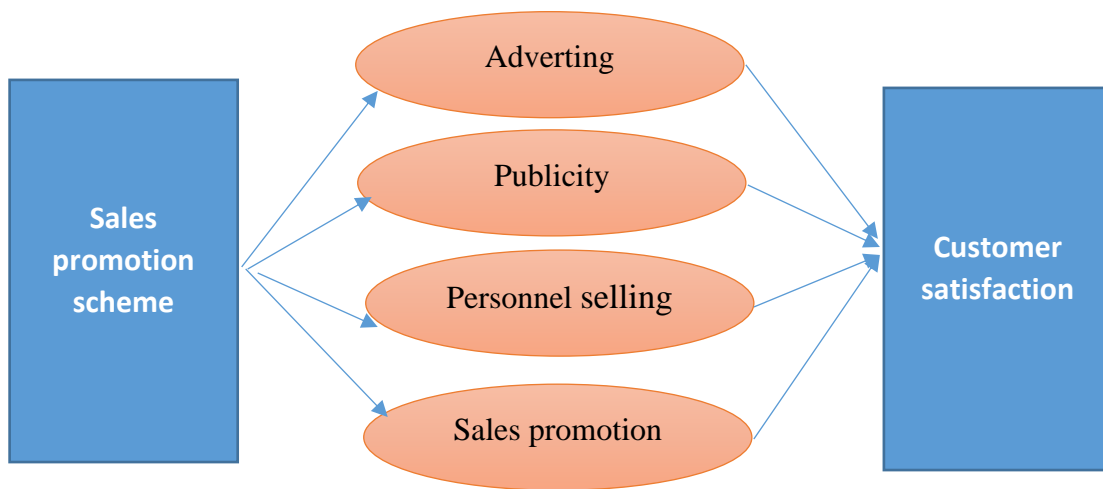 Sales
promotion
scheme
Adverting
Publicity
Personnel selling
Sales promotion
Customer
satisfaction